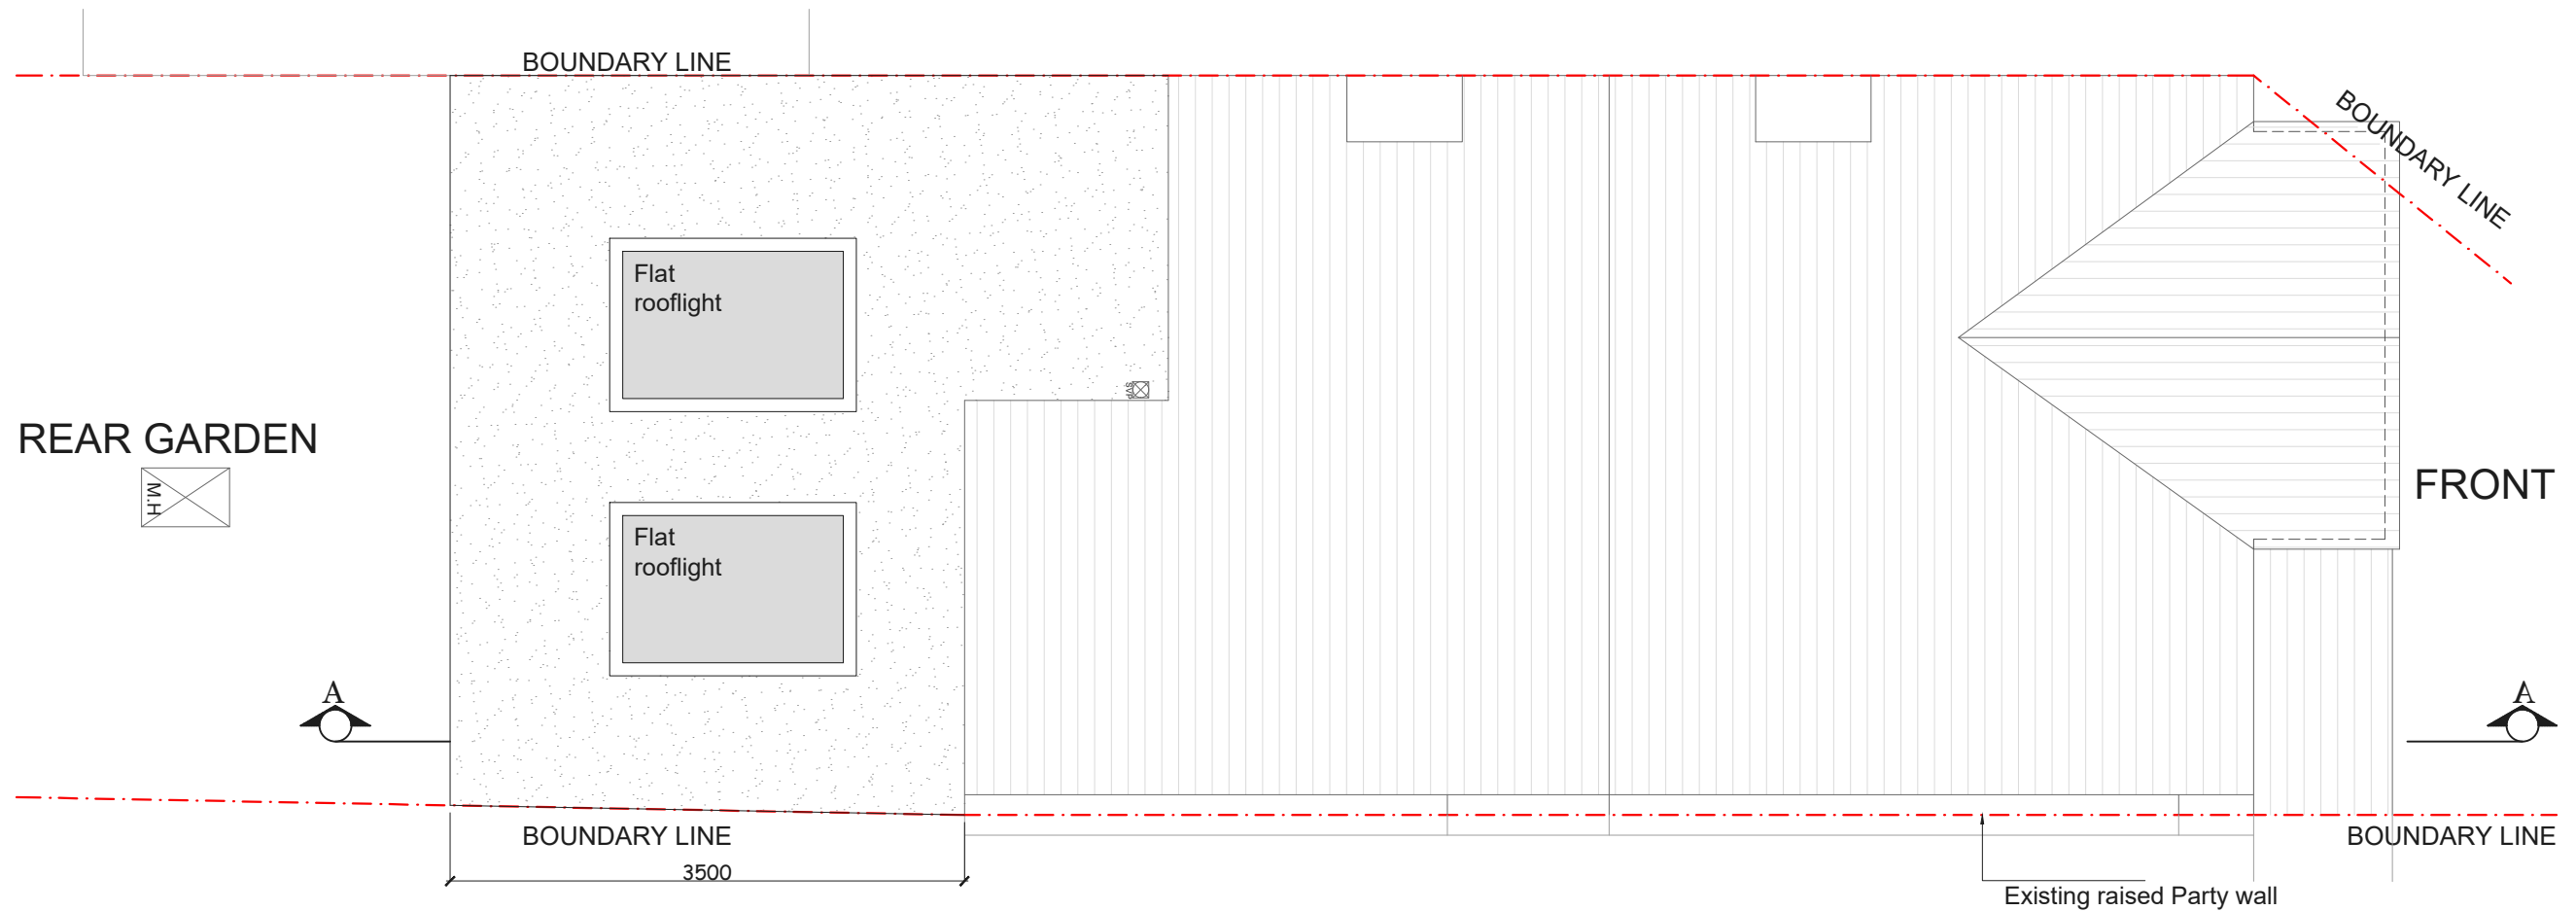 BOUNDARY LINE
BOUNDARY LINE
Flat
rooflight
SVP
REAR GARDEN
M.H
FRONT
Flat
rooflight
A
A
BOUNDARY LINE
BOUNDARY LINE
3500
Existing raised Party wall